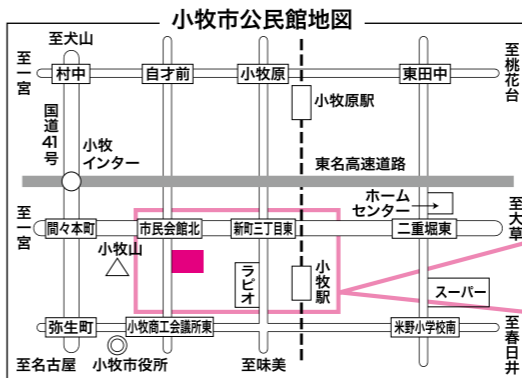 小牧市公民館地図
至犬山
至一宮
村中
自才前
小牧原
東田中
至桃花台
小牧原駅
国道41号
小牧
インター
東名高速道路
ホーム
センター
至一宮
間々本町
市民会館北
新町三丁目東
二重堀東
至大草
小牧山
ラピオ
小牧駅
スーパー
弥生町
小牧商工会議所東
米野小学校南
至名古屋
小牧市役所
至味美
至春日井